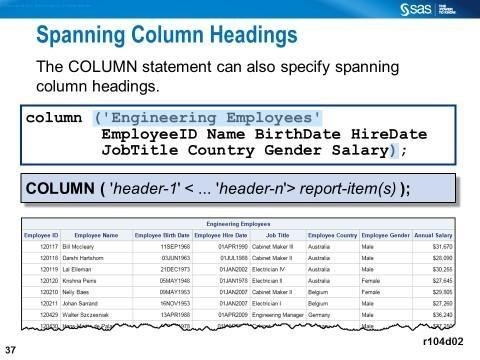 sas THE POWER TO KNOW.
Spanning Column Headings
The COLUMN statement can also specify spanning
column headings.
column ('Engineering Employees'
EmployeeID Name BirthDate HireDate
JobTitle Country Gender Salary);
COLUMN ( 'header-1' < ... 'header-n'> report-item(s) );
Engineering Employees
Employee ID Employee Name Employee Birth Date Employee Hire Date Job Title Employee Country Employee Gender Annual Salary
120117 Bill Mccleary 11SEP1968 01APR1990 Cabinet Maker III Australia Male $31,670
120118 Darshi Hartshorn 03JUN1963 01JUL1988 Cabinet Maker II Australia Male $28,090
120119 Lal Elleman 21DEC1973 01JAN2002 Electrician IV Australia Male $30,255
120120 Krishna Peiris 05MAY1948 01JAN1978 Electrician II Australia Female $27,645
120210 Nelly Baes 09MAY1953 01JAN2007 Cabinet Maker II Belgium Female $29,805
120211 Johan Sarrand 16NOV1953 01JAN2007 Electrician I Belgium Male $27,260
120429 Walter Szczesniak 13APR1988 01APR2009 Engineering Manager Germany Male $36,240
r104d02
37